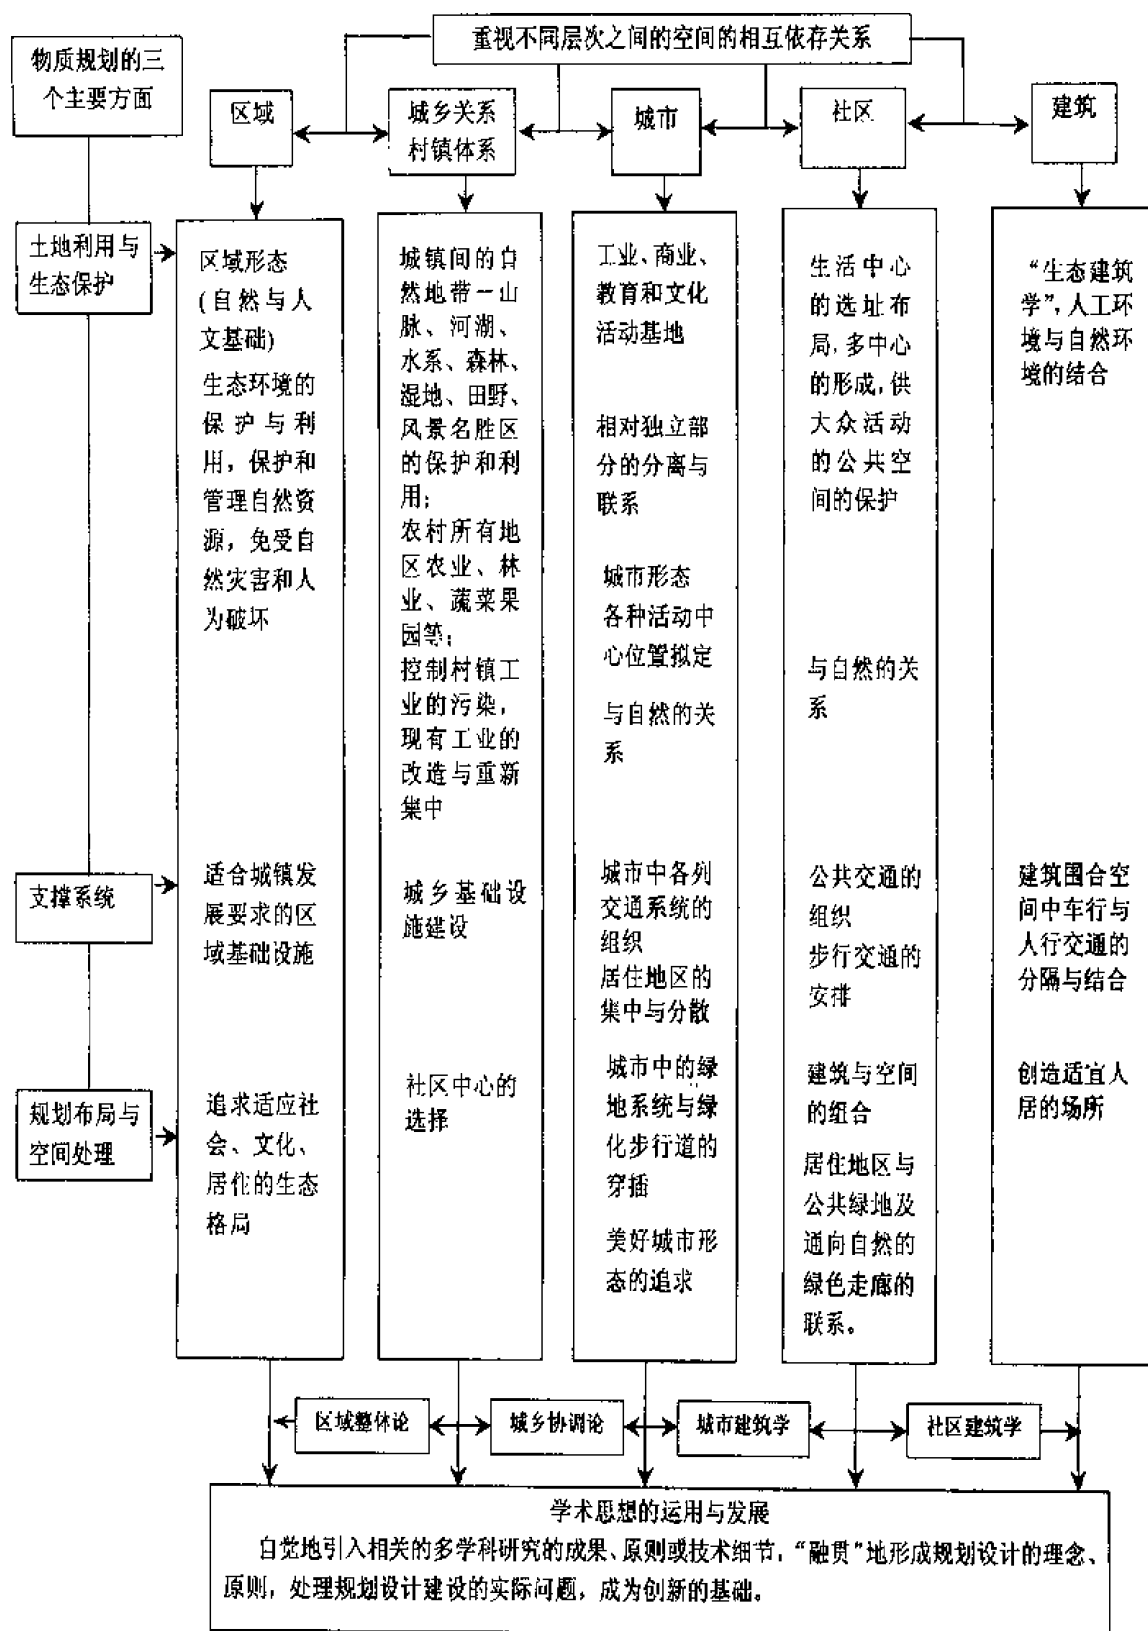 重视不同层次之间的空间的相互依存关系
物质规划的三
个主要方面
区域
城乡关系
村镇体系
城市
社区
建筑
土地利用与
生态保护
区域形态
(自然与人
文基础)
生态环境的
保护与利
用，保护和
管理自然资
源，免受自
然灾害和人
为破坏
城镇间的自
然地带－山
脉、河湖、
水系、森林、
湿地、田野、
风景名胜区
的保护和利
用；
农村所有地
区农业、林
业、蔬菜果
园等；
控制村镇工
业的污染，
现有工业的
改造与重新
集中
工业、商业、
教育和文化
活动基地
相对独立部
分的分离与
联系
城市形态
各种活动中
心位置拟定
与自然的关
系
生活中心
的选址布
局，多中心
的形成，供
大众活动
的公共空
间的保护
与自然的关
系
“生态建筑
学”，人工环
境与自然环
境的结合
支撑系统
适合城镇发
展要求的区
域基础设施
城乡基础设
施建设
城市中各列
交通系统的
组织
居住地区的
集中与分散
公共交通的
组织
步行交通的
安排
建筑围合空
间中车行与
人行交通的
分隔与结合
规划布局与
空间处理
追求适应社
会、文化、
居住的生态
格局
社区中心的
选择
城市中的绿
地系统与绿
化步行道的
穿插
美好城市形
态的追求
建筑与空间
的组合
居住地区与
公共绿地及
通向自然的
绿色走廊的
联系。
创造适宜人
居的场所
区域整体论
城乡协调论
城市建筑学
社区建筑学
学术思想的运用与发展
自觉地引入相关的多学科研究的成果、原则或技术细节，“融贯”地形成规划设计的理念、
原则，处理规划设计建设的实际问题，成为创新的基础。